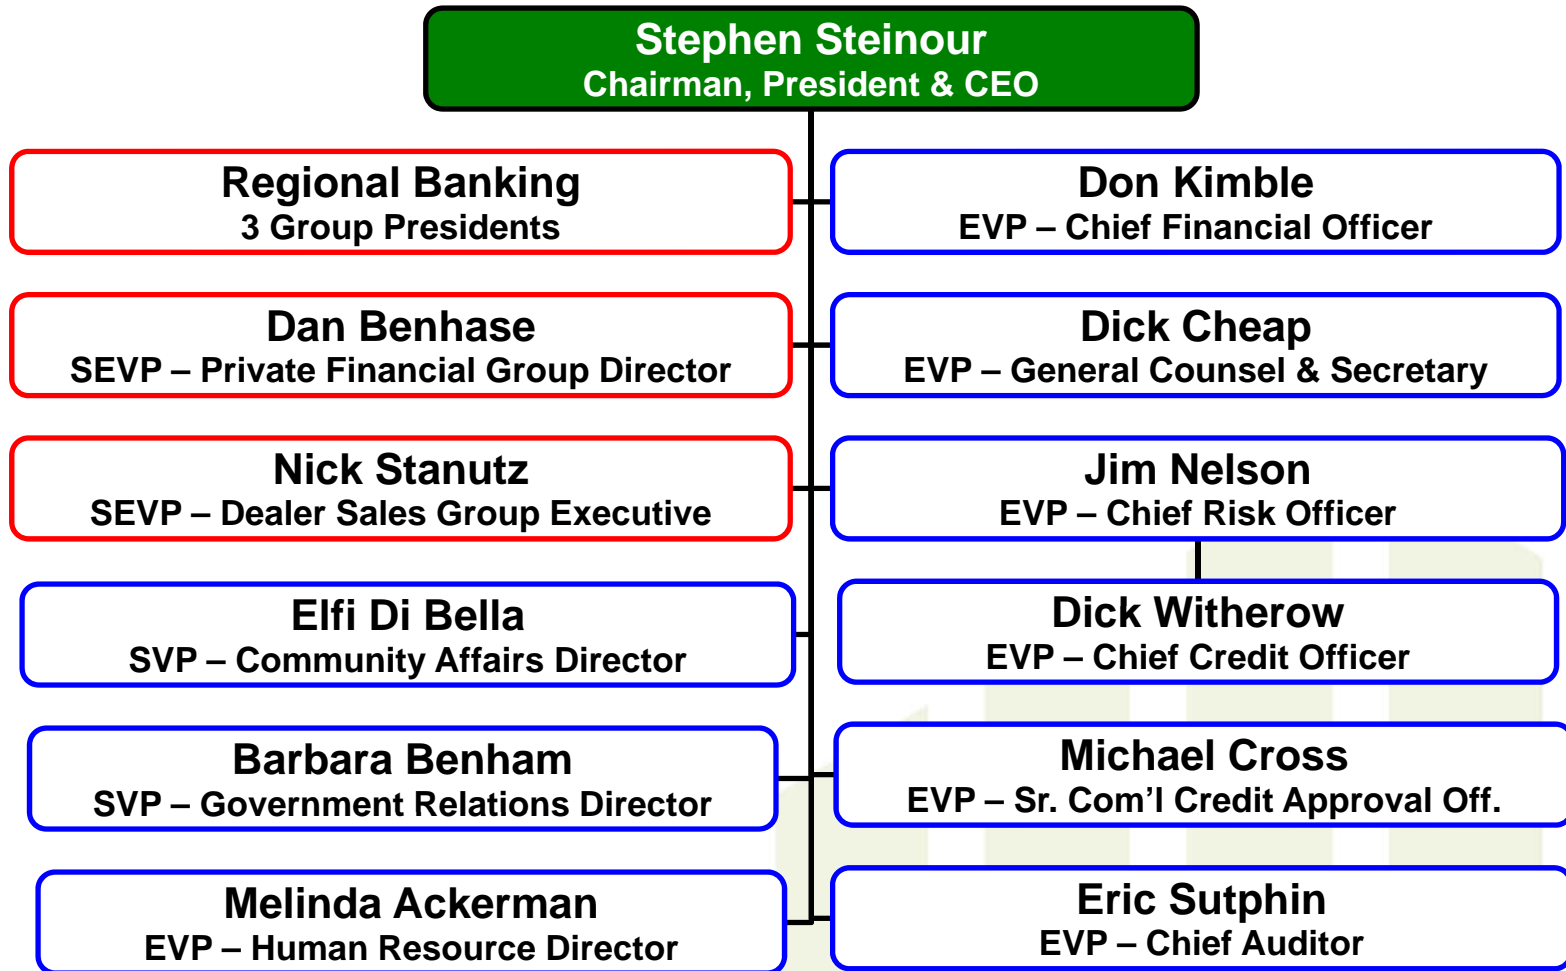 Stephen Steinour
Chairman, President & CEO
Regional Banking
3 Group Presidents
Don Kimble
EVP – Chief Financial Officer
Dan Benhase
SEVP – Private Financial Group Director
Dick Cheap
EVP – General Counsel & Secretary
Nick Stanutz
SEVP – Dealer Sales Group Executive
Jim Nelson
EVP – Chief Risk Officer
Elfi Di Bella
SVP – Community Affairs Director
Dick Witherow
EVP – Chief Credit Officer
Barbara Benham
SVP – Government Relations Director
Michael Cross
EVP – Sr. Com’l Credit Approval Off.
Melinda Ackerman
EVP – Human Resource Director
Eric Sutphin
EVP – Chief Auditor